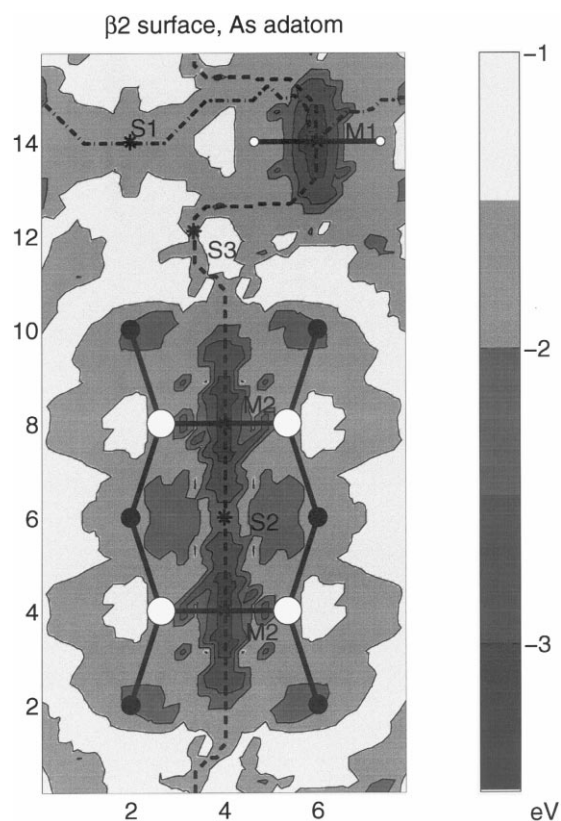 β2 surface, As adatom
−1
S1
M1
14
12
S3
10
−2
M2
8
6
S2
4
−3
M2
2
2 4 6 eV